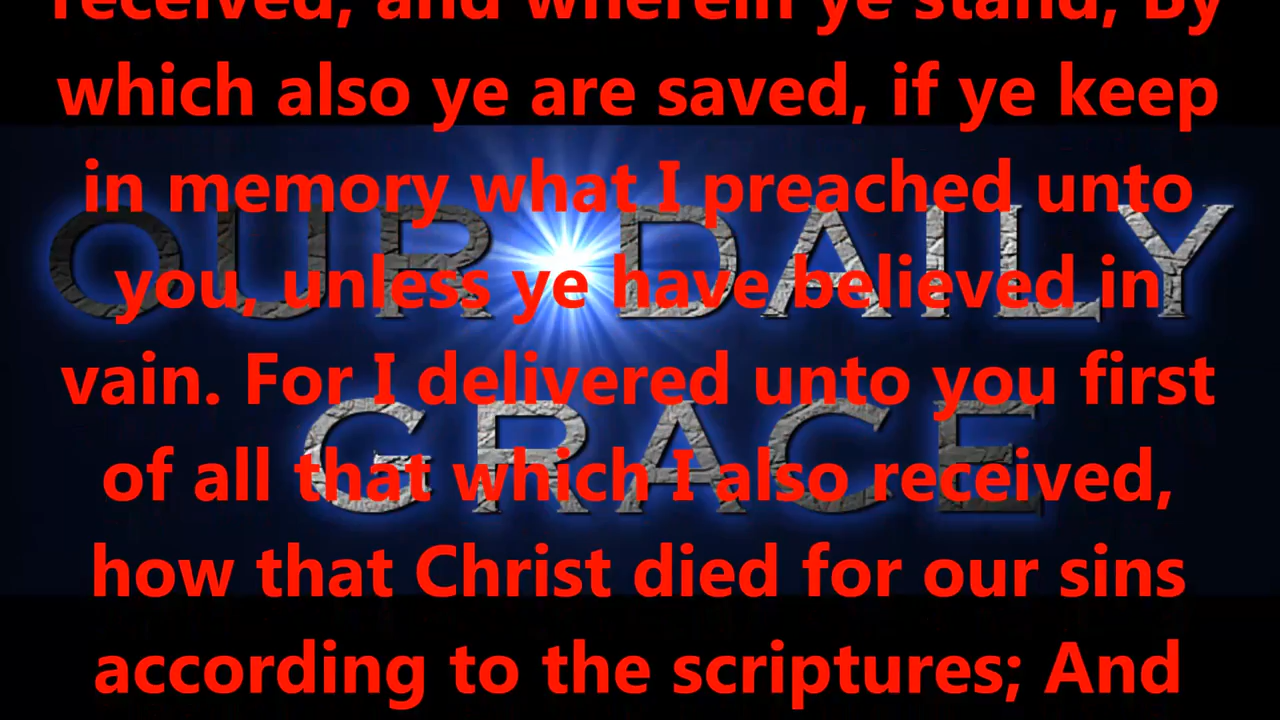 received, and wherein ye stand; By
which also ye are saved, if ye keep
in memory what I preached unto
OUR DAILY
you, unless ye have believed in
vain. For I delivered unto you first
GRACE
of all that which I also received,
how that Christ died for our sins
according to the scriptures; And